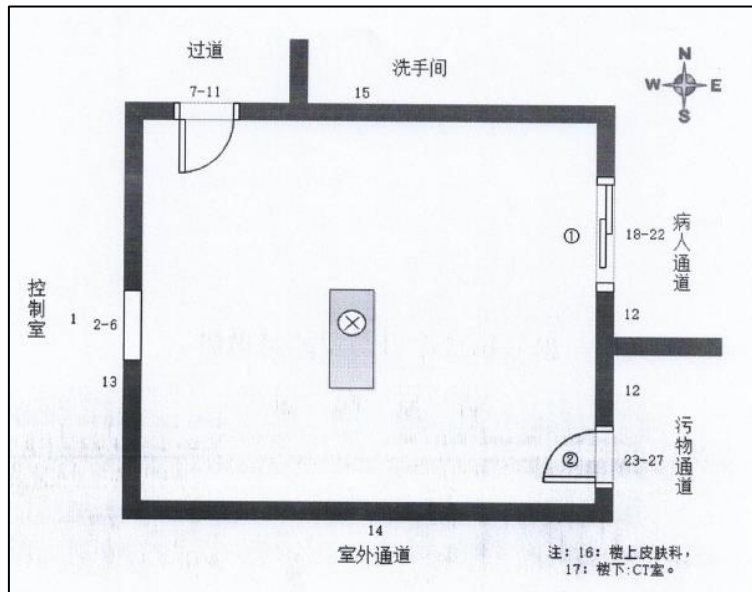 过道
洗手间
N
W E
S
7-11
15
①
18-22
病人通道
控制室
1
2-6
12
13
12
②
23-27
污物通道
14
室外通道
注：16：楼上皮肤科，
17：楼下：CT室。